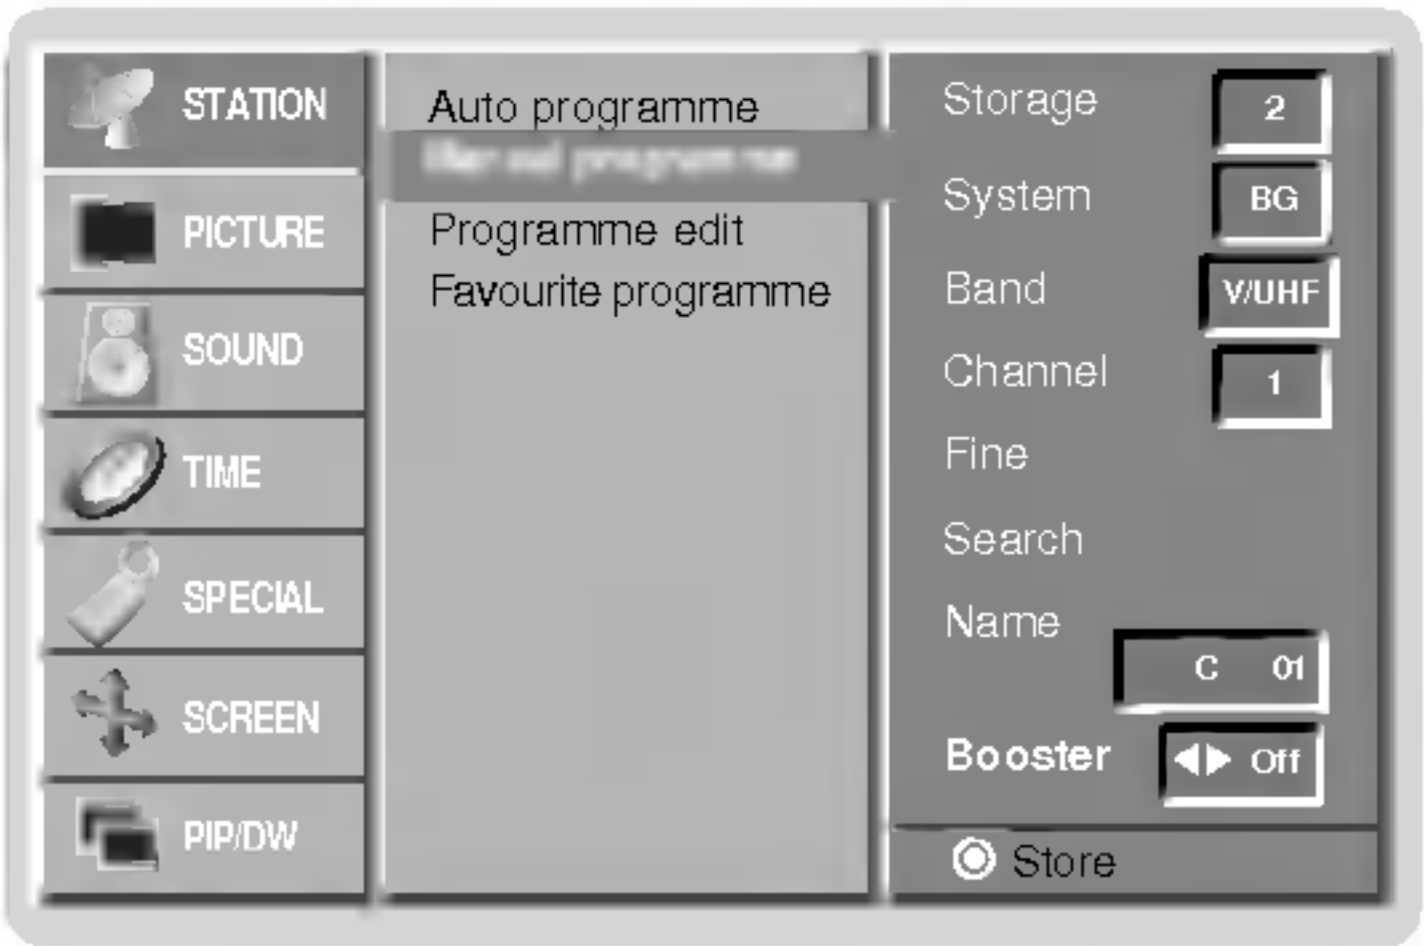 STATION
PICTURE
SOUND
TIME
SPECIAL
SCREEN
PIP/DW
Auto programme
programme
Programme edit
Favourite programme
Storage 2
System BG
Band V/UHF
Channel 1
Fine
Search
Name
C 01
Booster Off
Store